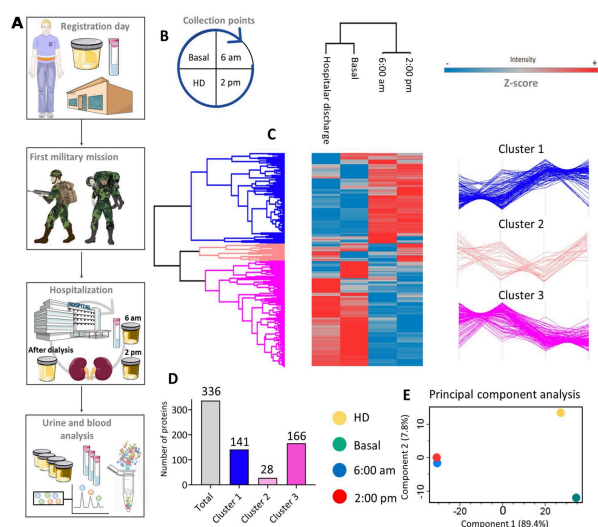 A
Registration day
First military mission
Hospitalization
HOSPITAL
6 am
After dialysis
2 pm
Urine and blood
analysis
B
Collection points
Basal
6 am
HD
2 pm
Hospitalar discharge
Basal
6:00 am
2:00 pm
Intensity
-
+
Z-score
C
Cluster 1
Cluster 2
Cluster 3
D
Number of proteins
300
200
100
0
336
141
28
166
Total
Cluster 1
Cluster 2
Cluster 3
HD
Basal
6:00 am
2:00 pm
E
Principal component analysis
Component 2 (7.8%)
10
0
-10
-30
0
30
Component 1 (89.4%)